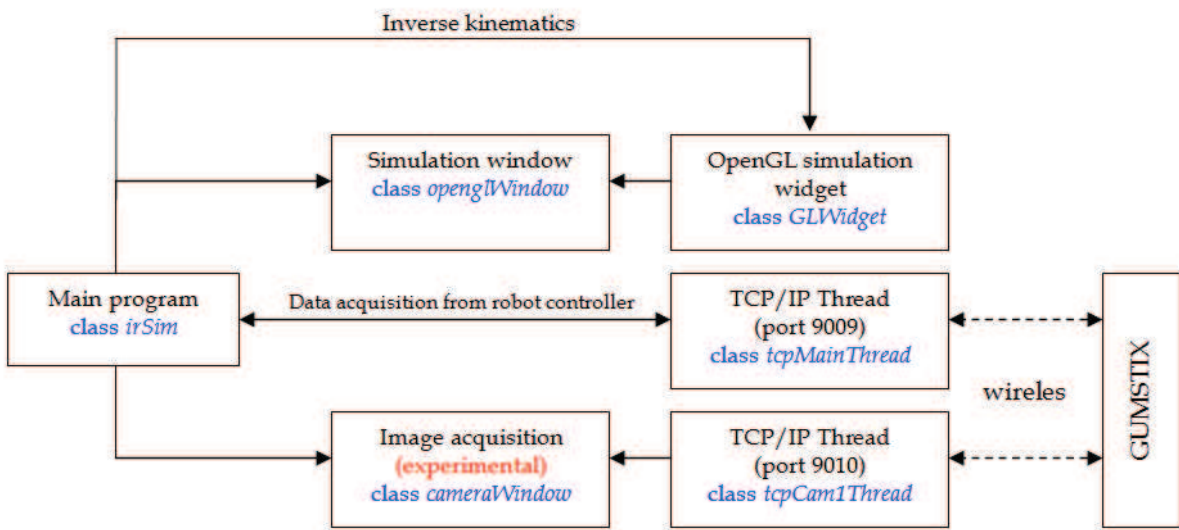 Inverse kinematics
Simulation window
class openglWindow
OpenGL simulation
widget
class GLWidget
Main program
class irSim
Data acquisition from robot controller
TCP/IP Thread
(port 9009)
class tcpMainThread
wireles
GUMSTIX
Image acquisition
(experimental)
class cameraWindow
TCP/IP Thread
(port 9010)
class tcpCam1Thread